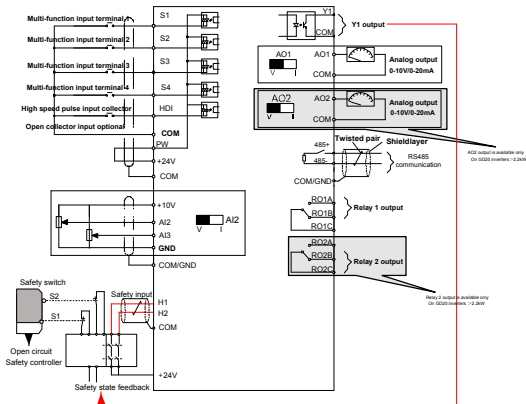 Multi-function input terminal 1
S1
Multi-function input terminal 2
S2
Multi-function input terminal 3
S3
Multi-function input terminal 4
S4
High speed pulse input collector
HDI
Open collector input optional
COM
PW
+24V
COM
+10V
AI2
AI3
GND
COM/GND
AI2
V I
Safety switch
S2
S1
Open circuit
Safety controller
Safety input
H1
H2
COM
+24V
Safety state feedback
Y1
COM
Y1 output
AO1
V I
AO1
COM
Analog output
0-10V/0-20mA
AO2
V I
AO2
COM
Analog output
0-10V/0-20mA
AO2 output is available only
On GD20 inverters >2.2kW
Twisted pair
Shieldlayer
485+
485-
RS485
communication
COM/GND
RO1A
RO1B
RO1C
Relay 1 output
RO2A
RO2B
RO2C
Relay 2 output
Relay 2 output is available only
On GD20 inverters >2.2kW